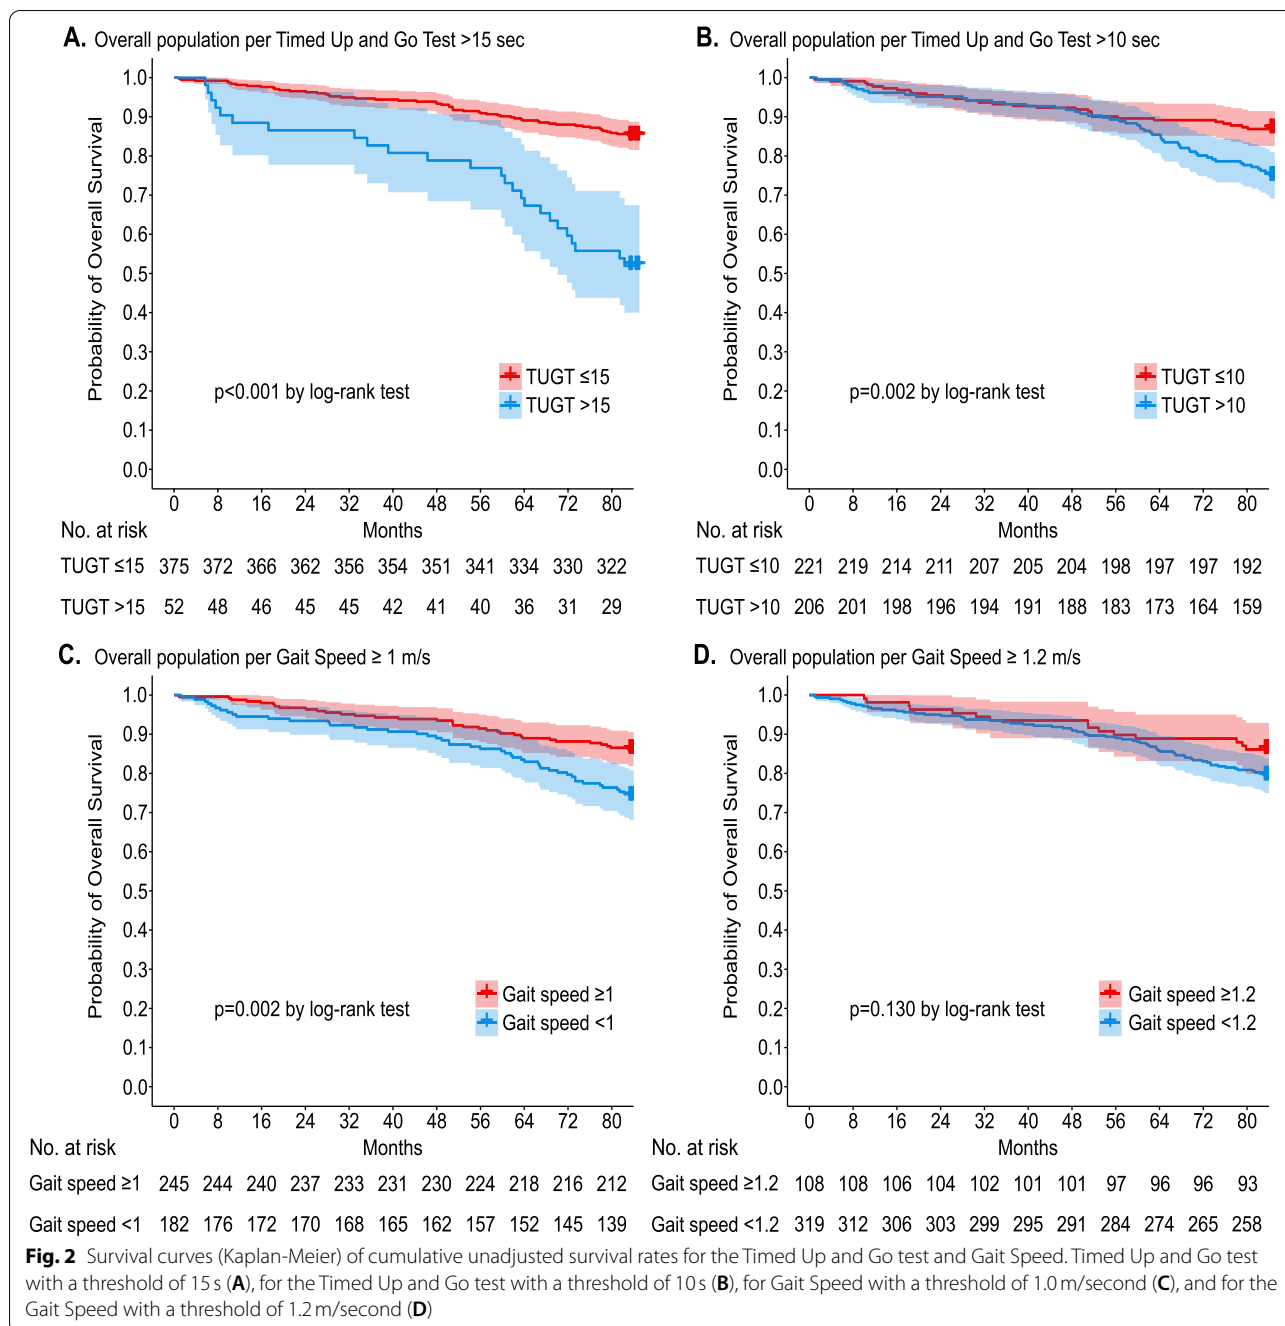 A. Overall population per Timed Up and Go Test >15 sec
Probability of Overall Survival
1.0
0.9
0.8
0.7
0.6
0.5
0.4
0.3
0.2
0.1
0.0
p<0.001 by log-rank test
TUGT ≤15
TUGT >15
0 8 16 24 32 40 48 56 64 72 80
No. at risk Months
TUGT ≤15 375 372 366 362 356 354 351 341 334 330 322
TUGT >15 52 48 46 45 45 42 41 40 36 31 29
B. Overall population per Timed Up and Go Test >10 sec
Probability of Overall Survival
1.0
0.9
0.8
0.7
0.6
0.5
0.4
0.3
0.2
0.1
0.0
p=0.002 by log-rank test
TUGT ≤10
TUGT >10
0 8 16 24 32 40 48 56 64 72 80
No. at risk Months
TUGT ≤10 221 219 214 211 207 205 204 198 197 197 192
TUGT >10 206 201 198 196 194 191 188 183 173 164 159
C. Overall population per Gait Speed ≥ 1 m/s
Probability of Overall Survival
1.0
0.9
0.8
0.7
0.6
0.5
0.4
0.3
0.2
0.1
0.0
p=0.002 by log-rank test
Gait speed ≥1
Gait speed <1
0 8 16 24 32 40 48 56 64 72 80
No. at risk Months
Gait speed ≥1 245 244 240 237 233 231 230 224 218 216 212
Gait speed <1 182 176 172 170 168 165 162 157 152 145 139
D. Overall population per Gait Speed ≥ 1.2 m/s
Probability of Overall Survival
1.0
0.9
0.8
0.7
0.6
0.5
0.4
0.3
0.2
0.1
0.0
p=0.130 by log-rank test
Gait speed ≥1.2
Gait speed <1.2
0 8 16 24 32 40 48 56 64 72 80
No. at risk Months
Gait speed ≥1.2 108 108 106 104 102 101 101 97 96 96 93
Gait speed <1.2 319 312 306 303 299 295 291 284 274 265 258
Fig. 2 Survival curves (Kaplan-Meier) of cumulative unadjusted survival rates for the Timed Up and Go test and Gait Speed. Timed Up and Go test
with a threshold of 15 s (A), for the Timed Up and Go test with a threshold of 10 s (B), for Gait Speed with a threshold of 1.0 m/second (C), and for the
Gait Speed with a threshold of 1.2 m/second (D)